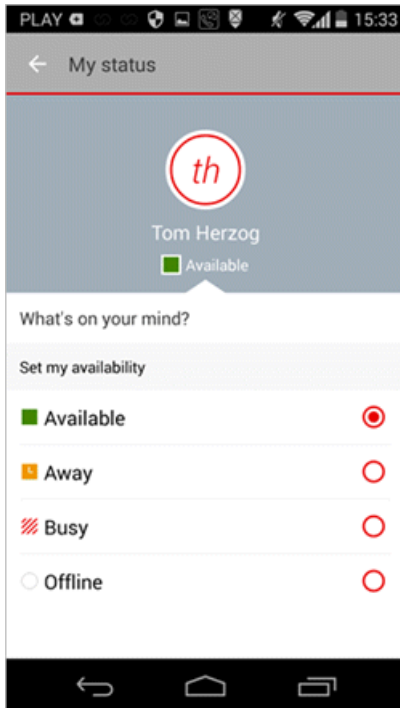 PLAY 15:33
My status
th
Tom Herzog
Available
What's on your mind?
Set my availability
Available
Away
Busy
Offline